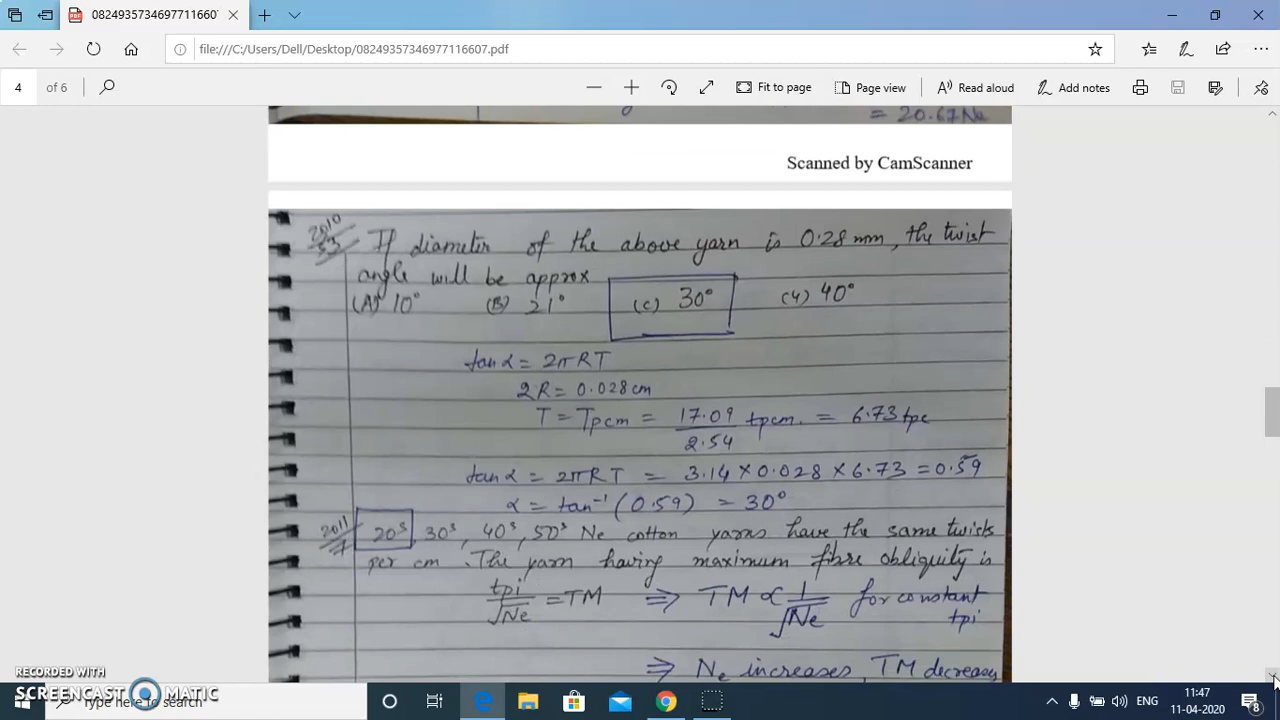 PDF 08249357346977116607
file:///C:/Users/Dell/Desktop/08249357346977116607.pdf
4 of 6
Fit to page
Page view
Read aloud
Add notes
= 20.67 Ne
Scanned by CamScanner
2010
53
If diameter of the above yarn is 0.28 mm, the twist
angle will be approx
(A) 10° (B) 21° (c) 30° (4) 40°
tan α = 2πRT
2R = 0.028 cm
T = Tpcm = 17.09/2.54 tpcm. = 6.73 tpc
tan α = 2πRT = 3.14 × 0.028 × 6.73 = 0.59
α = tan⁻¹ (0.59) = 30°
2011
7
20ˢ, 30ˢ, 40ˢ, 50ˢ Ne cotton yarns have the same twists
per cm. The yarn having maximum fibre obliquity is
tpi/√Ne = TM ⇒ TM ∝ 1/√Ne for constant
tpi
⇒ Ne increases, TM decreases
RECORDED WITH
SCREENCAST MATIC
Type here to search
ENG
11:47
11-04-2020
8